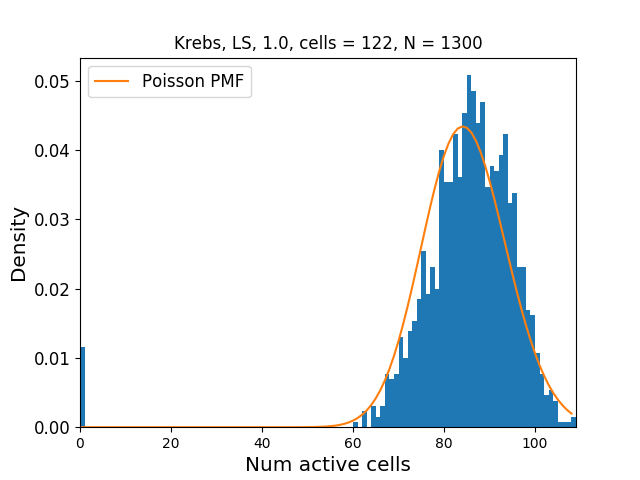 Krebs, LS, 1.0, cells = 122, N = 1300
Poisson PMF
0.05
0.04
0.03
0.02
0.01
0.00
Density
0 20 40 60 80 100
Num active cells